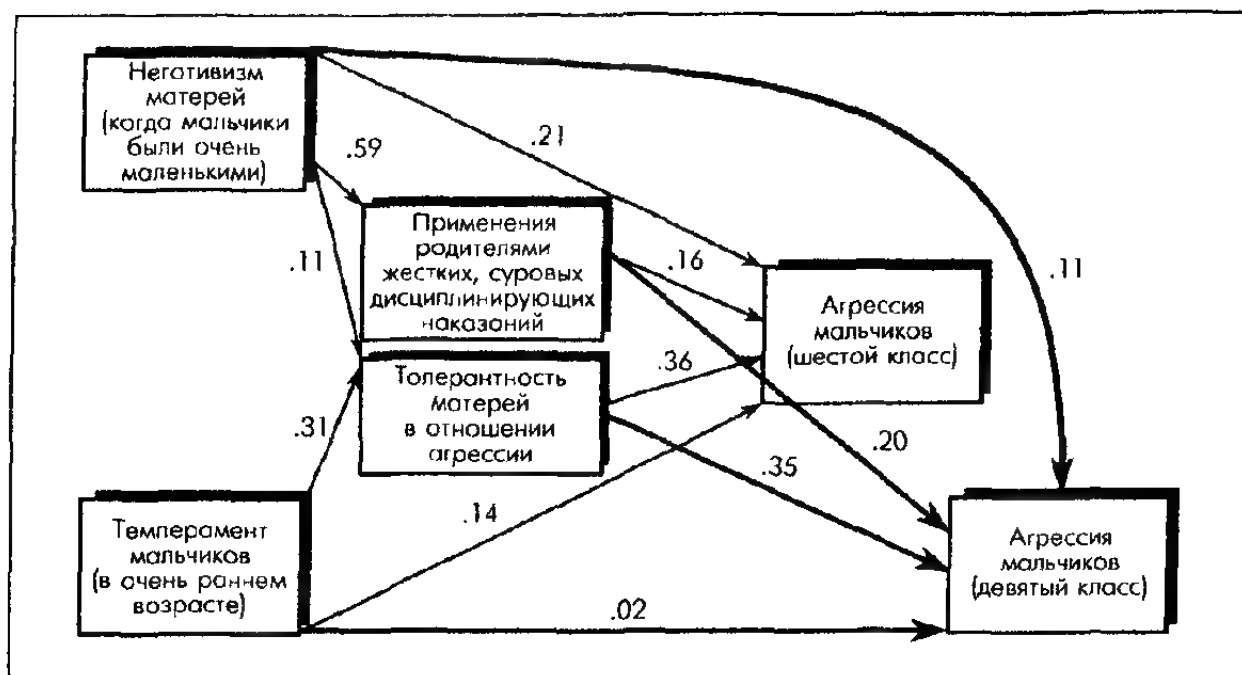 Негативизм
матерей
(когда мальчики
были очень
маленькими)
.59
.21
.11
.11
Применения
родителями
жестких, суровых
дисциплинирующих
наказаний
.16
Агрессия
мальчиков
(шестой класс)
Толерантность
матерей
в отношении
агрессии
.36
.31
.20
.35
.14
Темперамент
мальчиков
(в очень раннем
возрасте)
.02
Агрессия
мальчиков
(девятый класс)